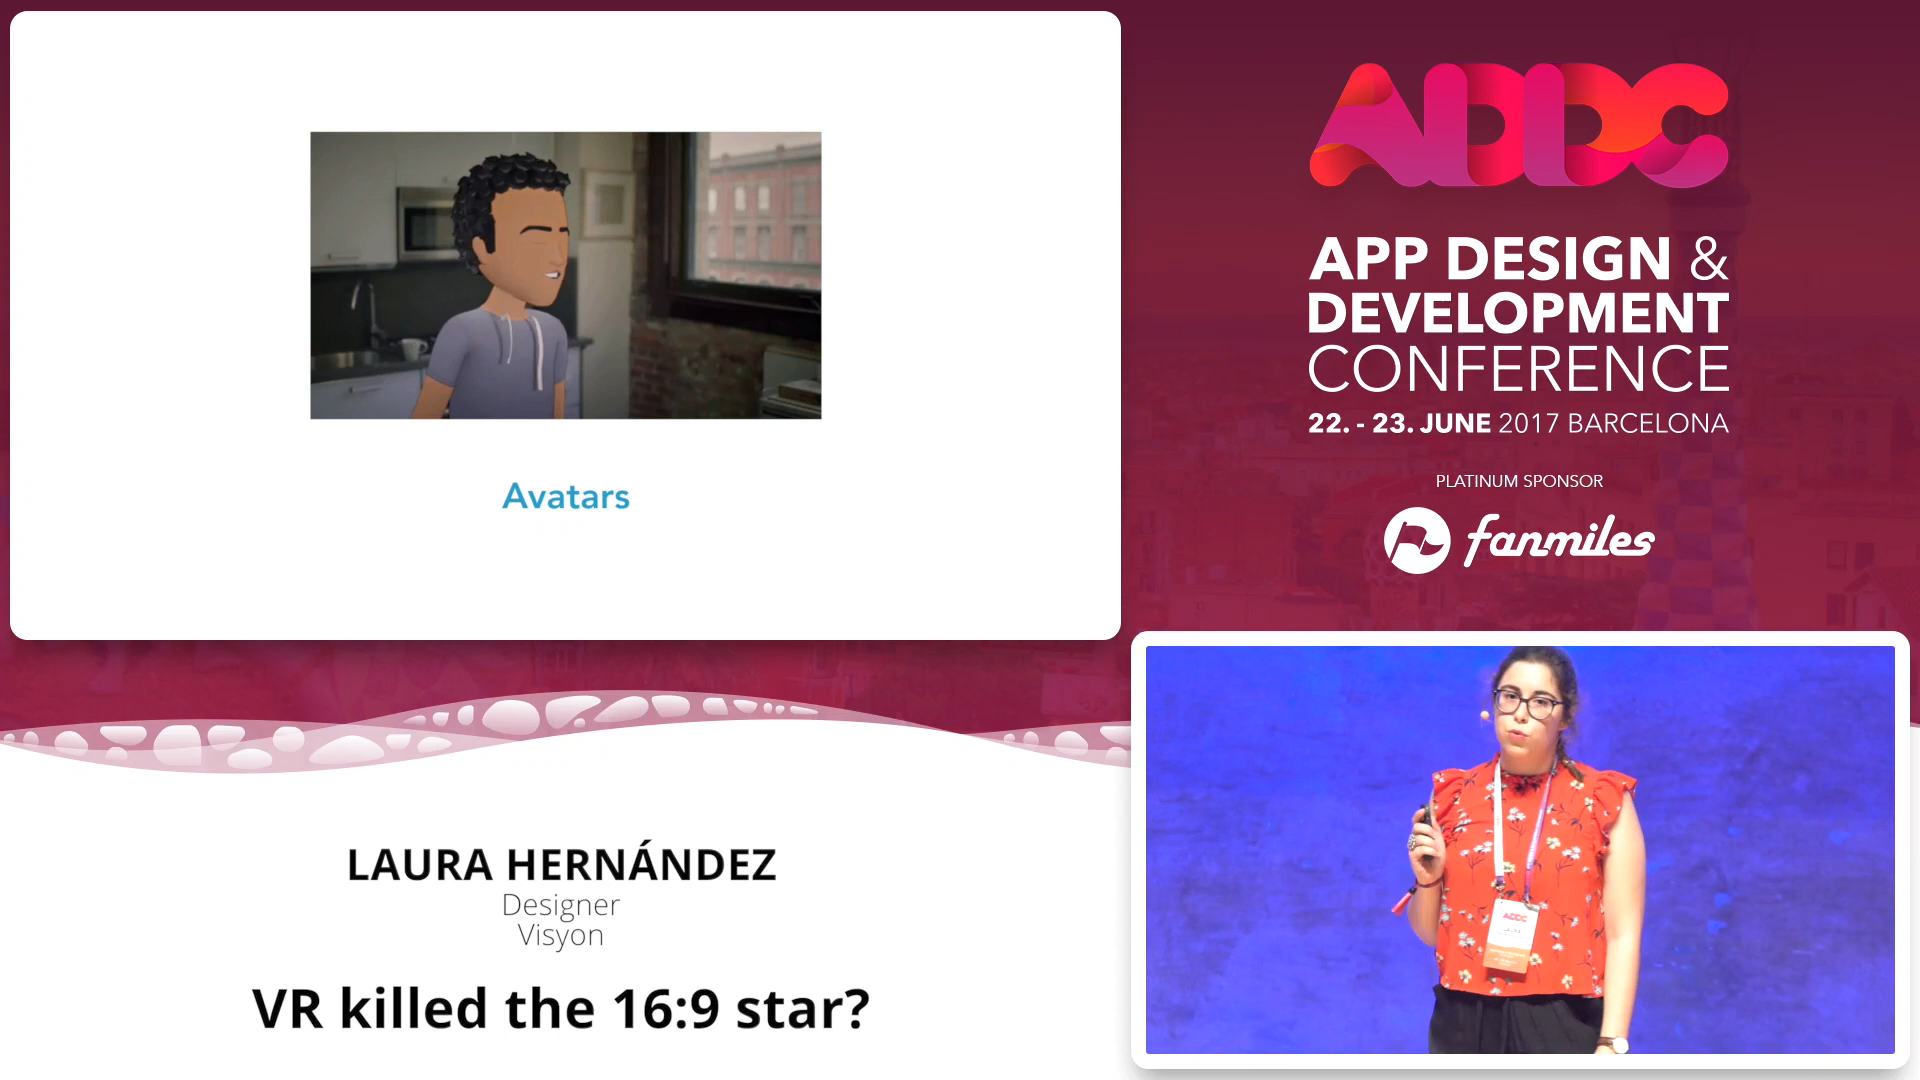 Avatars
ADDC
APP DESIGN &
DEVELOPMENT
CONFERENCE
22. - 23. JUNE 2017 BARCELONA
PLATINUM SPONSOR
fanmiles
LAURA HERNÁNDEZ
Designer
Visyon
VR killed the 16:9 star?
ADDC